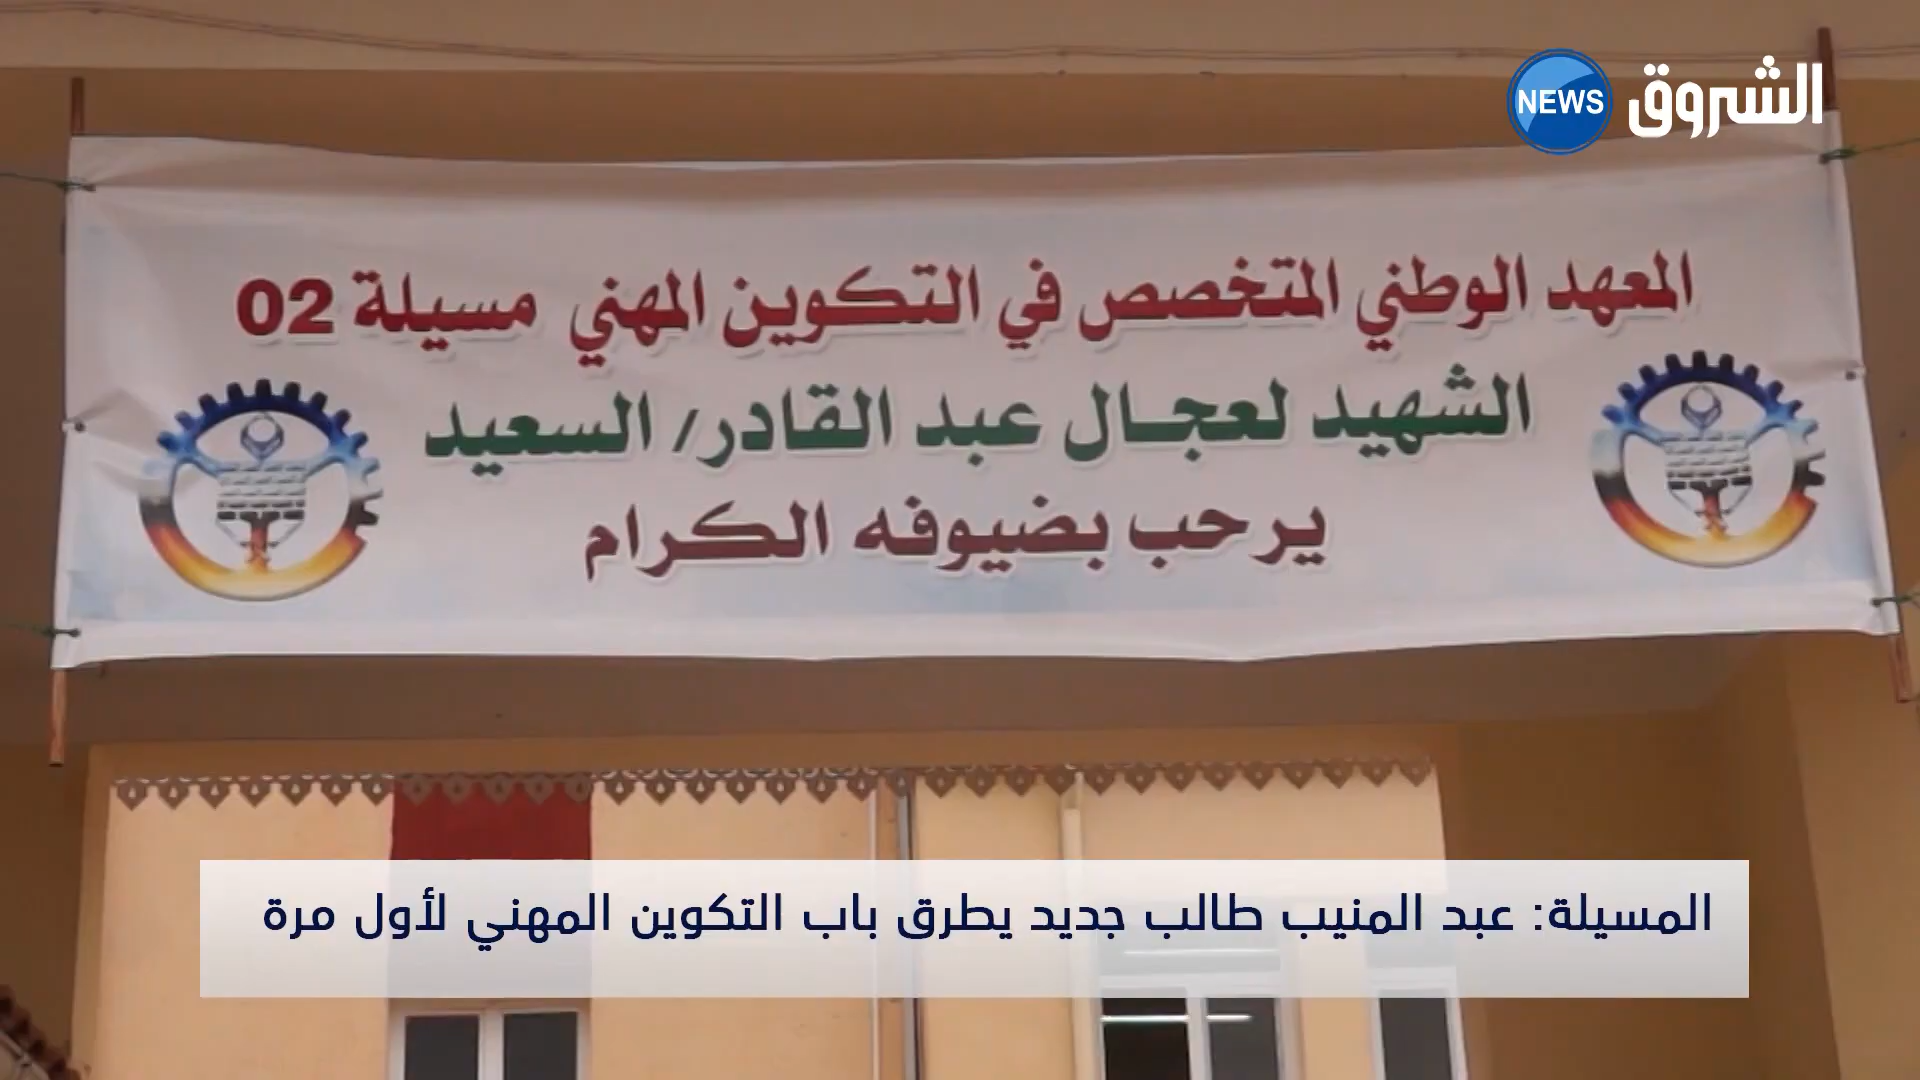 الشروق NEWS
المعهد الوطني المتخصص في التكوين المهني مسيلة 02
الشهيد لعجال عبد القادر/ السعيد
يرحب بضيوفه الكرام
المسيلة: عبد المنيب طالب جديد يطرق باب التكوين المهني لأول مرة